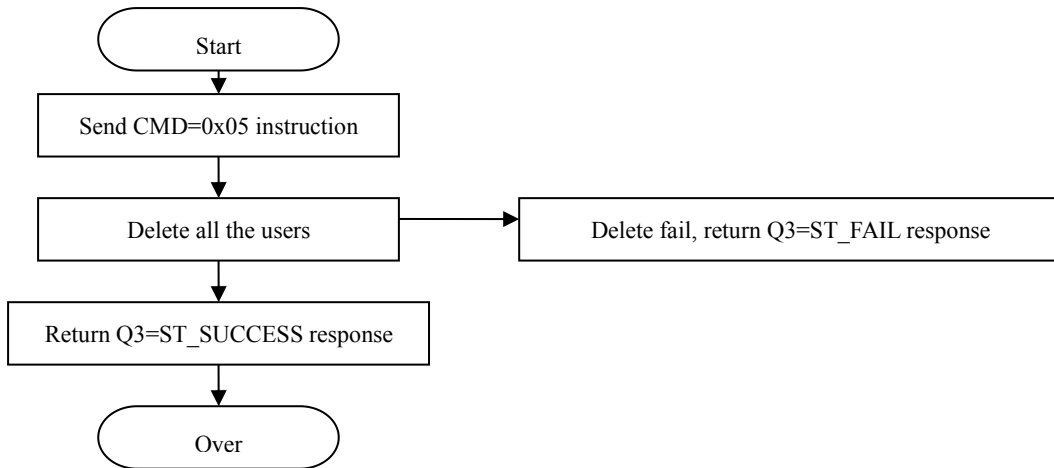 Start
Send CMD=0x05 instruction
Delete all the users
Delete fail, return Q3=ST_FAIL response
Return Q3=ST_SUCCESS response
Over